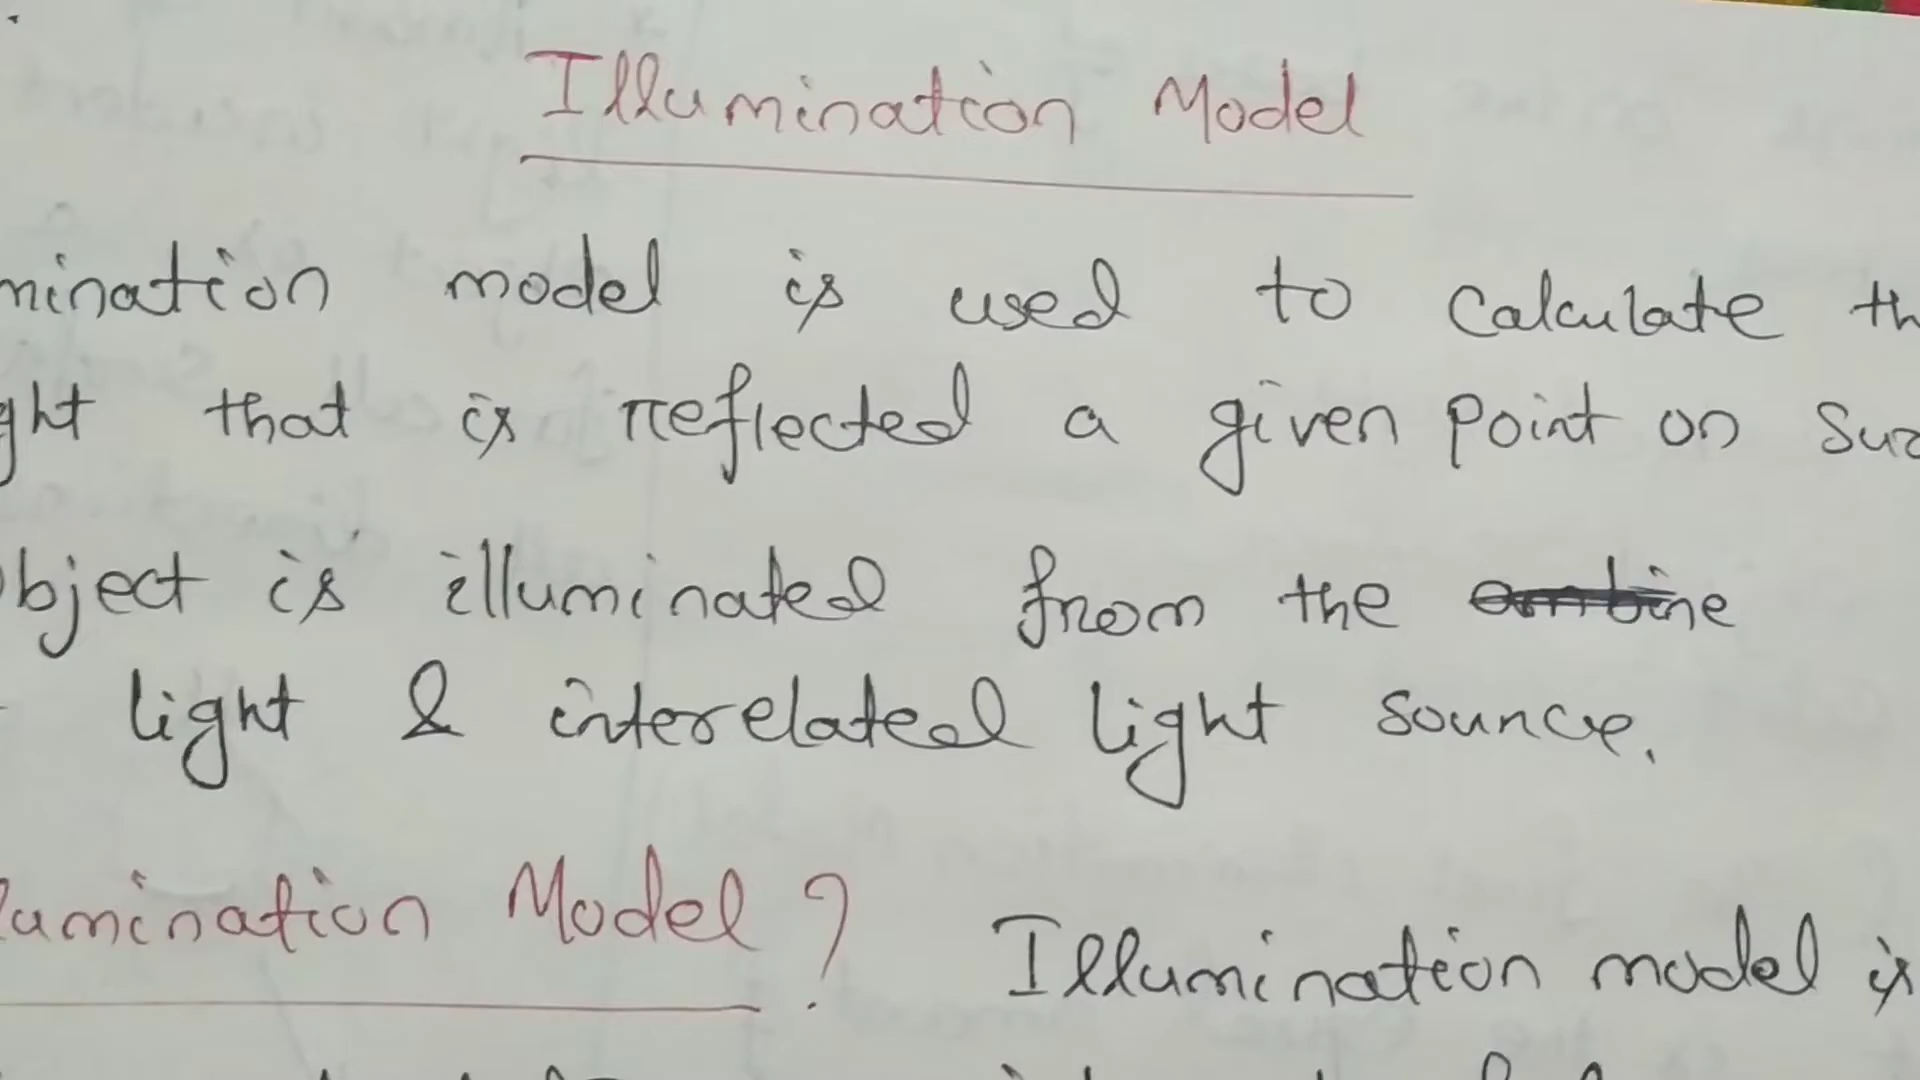 Illumination Model
mination model is used to calculate th
ght that is reflected a given point on sur
bject is illuminated from the
light & interelated light source.
lumination Model ? Illumination model is